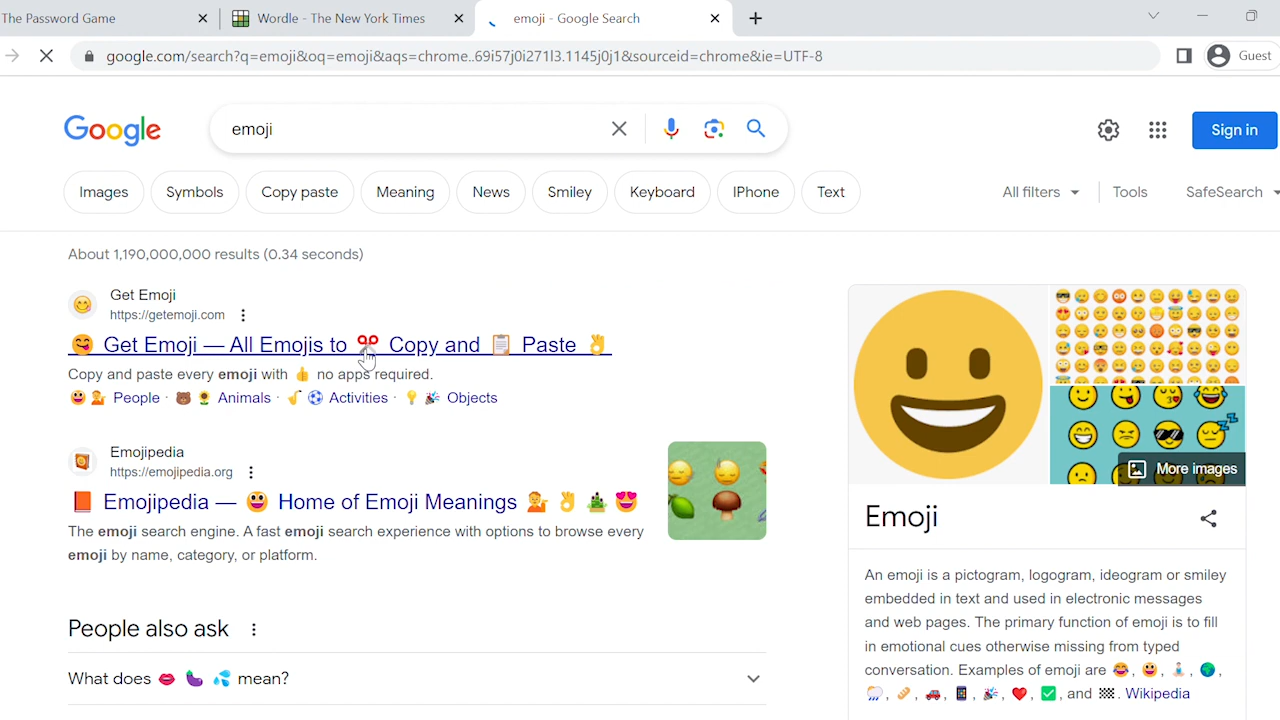 The Password Game
Wordle - The New York Times
emoji - Google Search
google.com/search?q=emoji&oq=emoji&aqs=chrome..69i57j0i271l3.1145j0j1&sourceid=chrome&ie=UTF-8
Guest
Google
emoji
Sign in
Images
Symbols
Copy paste
Meaning
News
Smiley
Keyboard
IPhone
Text
All filters
Tools
SafeSearch
About 1,190,000,000 results (0.34 seconds)
Get Emoji
https://getemoji.com
😋 Get Emoji — All Emojis to ✂️ Copy and 📋 Paste 👌
Copy and paste every emoji with 👍 no apps required.
😃💁 People · 🐻🌻 Animals · 🎷⚽ Activities · 💡🎉 Objects
Emojipedia
https://emojipedia.org
📕 Emojipedia — 😃 Home of Emoji Meanings 💁👌🎍😍
The emoji search engine. A fast emoji search experience with options to browse every
emoji by name, category, or platform.
People also ask
What does 👄 🍆 💦 mean?
More images
Emoji
An emoji is a pictogram, logogram, ideogram or smiley
embedded in text and used in electronic messages
and web pages. The primary function of emoji is to fill
in emotional cues otherwise missing from typed
conversation. Examples of emoji are 😂, 😃, 🧘🏻‍♂️, 🌍,
🌦️, 🥖, 🚗, 📱, 🎉, ❤️, ✅, and 🏁. Wikipedia